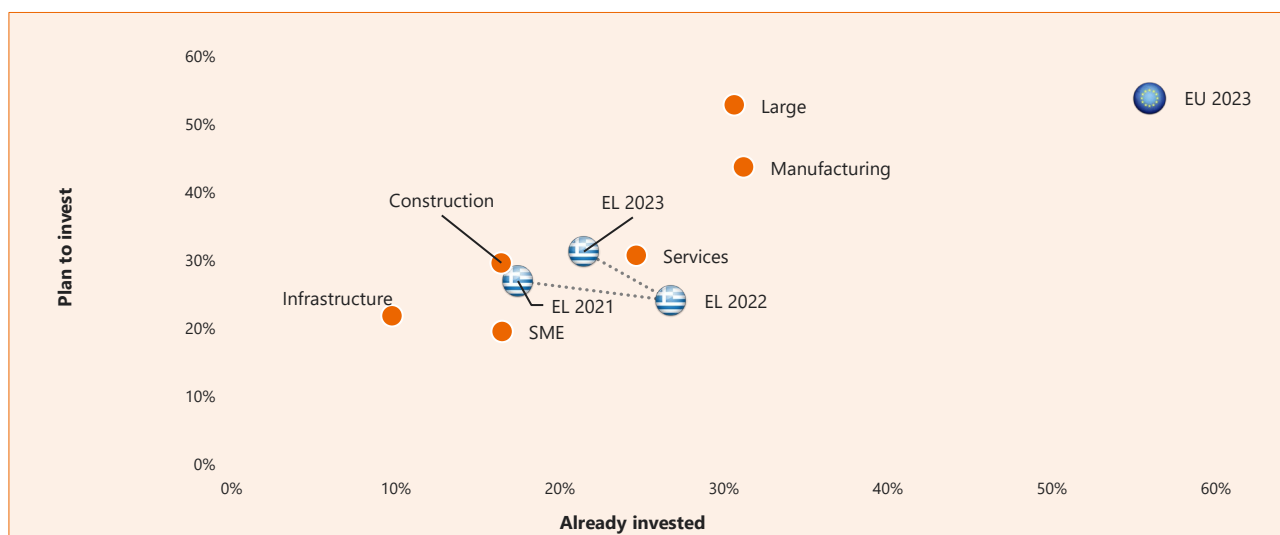 60%
Large
EU 2023
50%
Manufacturing
Construction
EL 2023
40%
Plan to invest
30%
Services
Infrastructure
EL 2021
EL 2022
20%
SME
10%
0%
0%
10%
20%
30%
40%
50%
60%
Already invested